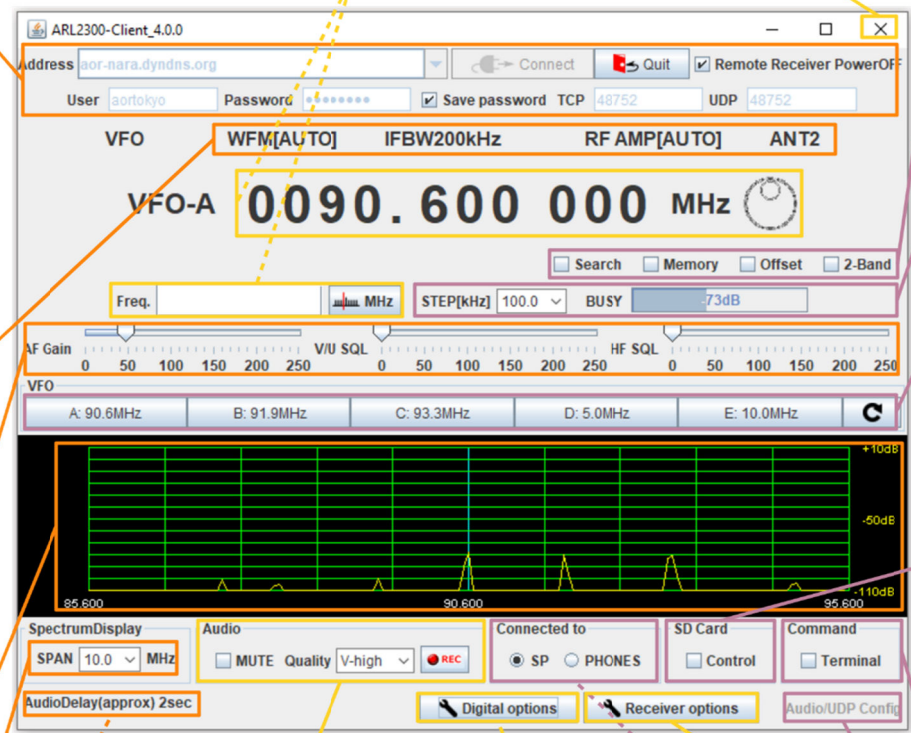 ARL2300-Client_4.0.0
Address aor-nara.dyndns.org Connect Quit Remote Receiver PowerOFF
User aortokyo Password Save password TCP 48752 UDP 48752
VFO WFM[AUTO] IFBW200kHz RF AMP[AUTO] ANT2
VFO-A 0090.600 000 MHz
Search Memory Offset 2-Band
Freq. MHz STEP[kHz] 100.0 BUSY -73dB
AF Gain V/U SQL HF SQL
0 50 100 150 200 250 0 50 100 150 200 250 0 50 100 150 200 250
VFO
A: 90.6MHz B: 91.9MHz C: 93.3MHz D: 5.0MHz E: 10.0MHz
+10dB
-50dB
-110dB
85.600 90.600 95.600
SpectrumDisplay Audio Connected to SD Card Command
SPAN 10.0 MHz MUTE Quality V-high REC SP PHONES Control Terminal
AudioDelay(approx) 2sec Digital options Receiver options Audio/UDP Config